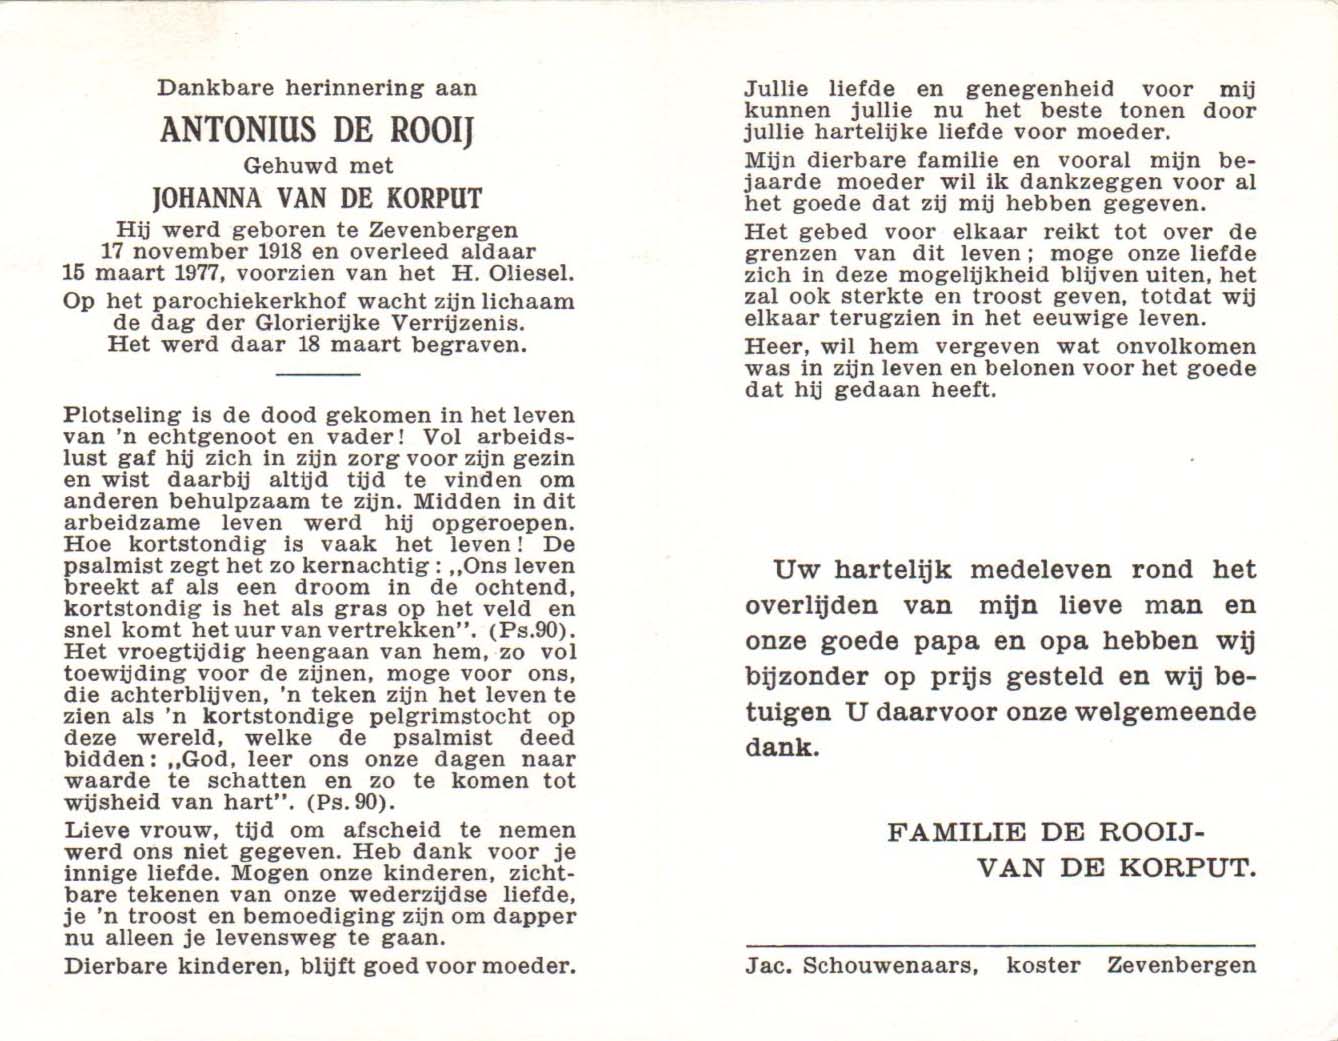 Dankbare herinnering aan
ANTONIUS DE ROOIJ
Gehuwd met
JOHANNA VAN DE KORPUT
Hij werd geboren te Zevenbergen
17 november 1918 en overleed aldaar
15 maart 1977, voorzien van het H. Oliesel.
Op het parochiekerkhof wacht zijn lichaam
de dag der Glorierijke Verrijzenis.
Het werd daar 18 maart begraven.
Plotseling is de dood gekomen in het leven
van 'n echtgenoot en vader! Vol arbeids-
lust gaf hij zich in zijn zorg voor zijn gezin
en wist daarbij altijd tijd te vinden om
anderen behulpzaam te zijn. Midden in dit
arbeidzame leven werd hij opgeroepen.
Hoe kortstondig is vaak het leven! De
psalmist zegt het zo kernachtig: „Ons leven
breekt af als een droom in de ochtend,
kortstondig is het als gras op het veld en
snel komt het uur van vertrekken”. (Ps.90).
Het vroegtijdig heengaan van hem, zo vol
toewijding voor de zijnen, moge voor ons,
die achterblijven, 'n teken zijn het leven te
zien als 'n kortstondige pelgrimstocht op
deze wereld, welke de psalmist deed
bidden: „God, leer ons onze dagen naar
waarde te schatten en zo te komen tot
wijsheid van hart”. (Ps. 90).
Lieve vrouw, tijd om afscheid te nemen
werd ons niet gegeven. Heb dank voor je
innige liefde. Mogen onze kinderen, zicht-
bare tekenen van onze wederzijdse liefde,
je 'n troost en bemoediging zijn om dapper
nu alleen je levensweg te gaan.
Dierbare kinderen, blijft goed voor moeder.
Jullie liefde en genegenheid voor mij
kunnen jullie nu het beste tonen door
jullie hartelijke liefde voor moeder.
Mijn dierbare familie en vooral mijn be-
jaarde moeder wil ik dankzeggen voor al
het goede dat zij mij hebben gegeven.
Het gebed voor elkaar reikt tot over de
grenzen van dit leven; moge onze liefde
zich in deze mogelijkheid blijven uiten, het
zal ook sterkte en troost geven, totdat wij
elkaar terugzien in het eeuwige leven.
Heer, wil hem vergeven wat onvolkomen
was in zijn leven en belonen voor het goede
dat hij gedaan heeft.
Uw hartelijk medeleven rond het
overlijden van mijn lieve man en
onze goede papa en opa hebben wij
bijzonder op prijs gesteld en wij be-
tuigen U daarvoor onze welgemeende
dank.
FAMILIE DE ROOIJ-
VAN DE KORPUT.
Jac. Schouwenaars, koster Zevenbergen